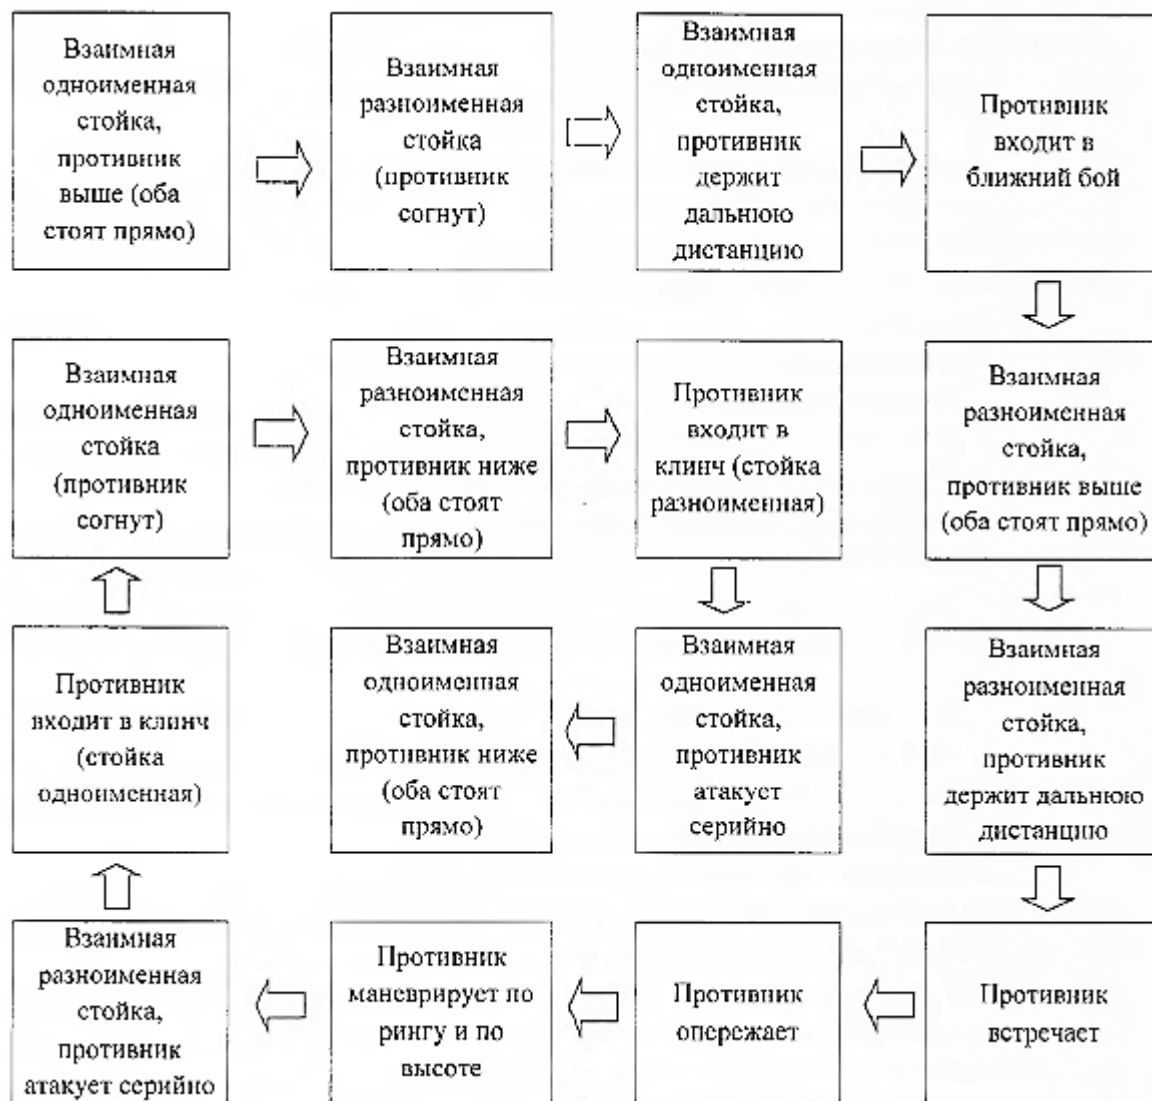 Взаимная
одноименная
стойка,
противник
выше (оба
стоят прямо)
Взаимная
разноименная
стойка
(противник
согнут)
Взаимная
одноименная
стойка,
противник
держит
дальнюю
дистанцию
Противник
входит в
ближний бой
Взаимная
одноименная
стойка
(противник
согнут)
Взаимная
разноименная
стойка,
противник ниже
(оба стоят
прямо)
Противник
входит в
клинч (стойка
разноименная)
Взаимная
разноименная
стойка,
противник выше
(оба стоят прямо)
Противник
входит в клинч
(стойка
одноименная)
Взаимная
одноименная
стойка,
противник ниже
(оба стоят
прямо)
Взаимная
одноименная
стойка,
противник
атакует
серийно
Взаимная
разноименная
стойка,
противник
держит дальнюю
дистанцию
Взаимная
разноименная
стойка,
противник
атакует серийно
Противник
маневрирует по
рингу и по
высоте
Противник
опережает
Противник
встречает